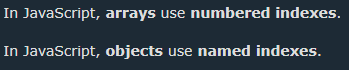 In JavaScript, arrays use numbered indexes.
In JavaScript, objects use named indexes.